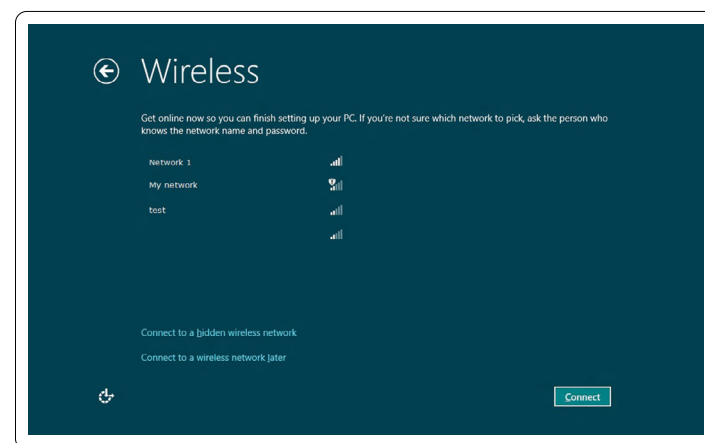 Wireless
Get online now so you can finish setting up your PC. If you're not sure which network to pick, ask the person who
knows the network name and password.
Network 1
My network
test
Connect to a hidden wireless network
Connect to a wireless network later
Connect